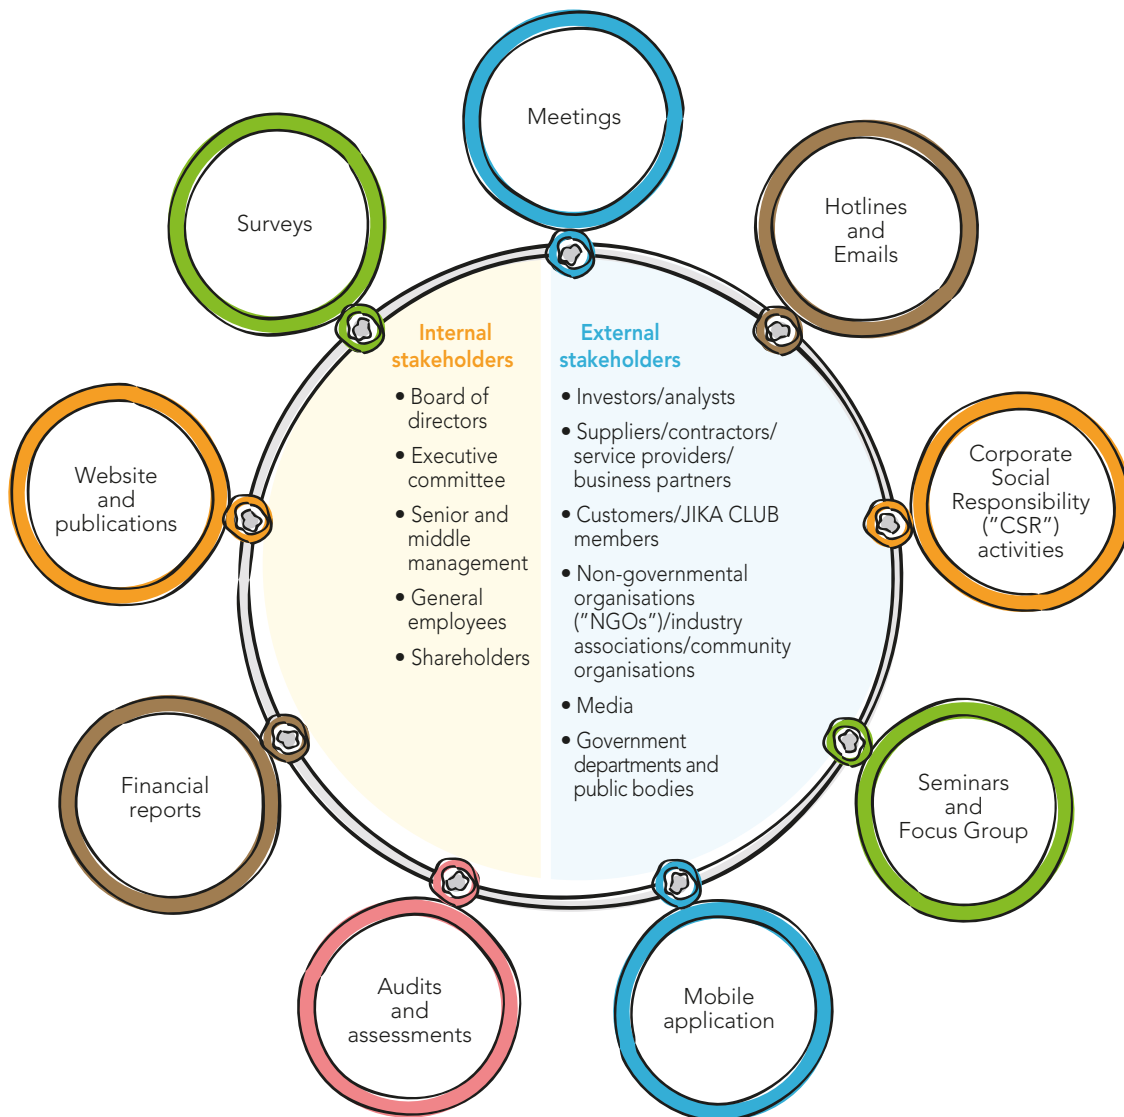 Meetings
Hotlines
and
Emails
Corporate
Social
Responsibility
("CSR")
activities
Seminars
and
Focus Group
Mobile
application
Audits
and
assessments
Financial
reports
Website
and
publications
Surveys
Internal
stakeholders
• Board of
directors
• Executive
committee
• Senior and
middle
management
• General
employees
• Shareholders
External
stakeholders
• Investors/analysts
• Suppliers/contractors/
service providers/
business partners
• Customers/JIKA CLUB
members
• Non-governmental
organisations
("NGOs")/industry
associations/community
organisations
• Media
• Government
departments and
public bodies